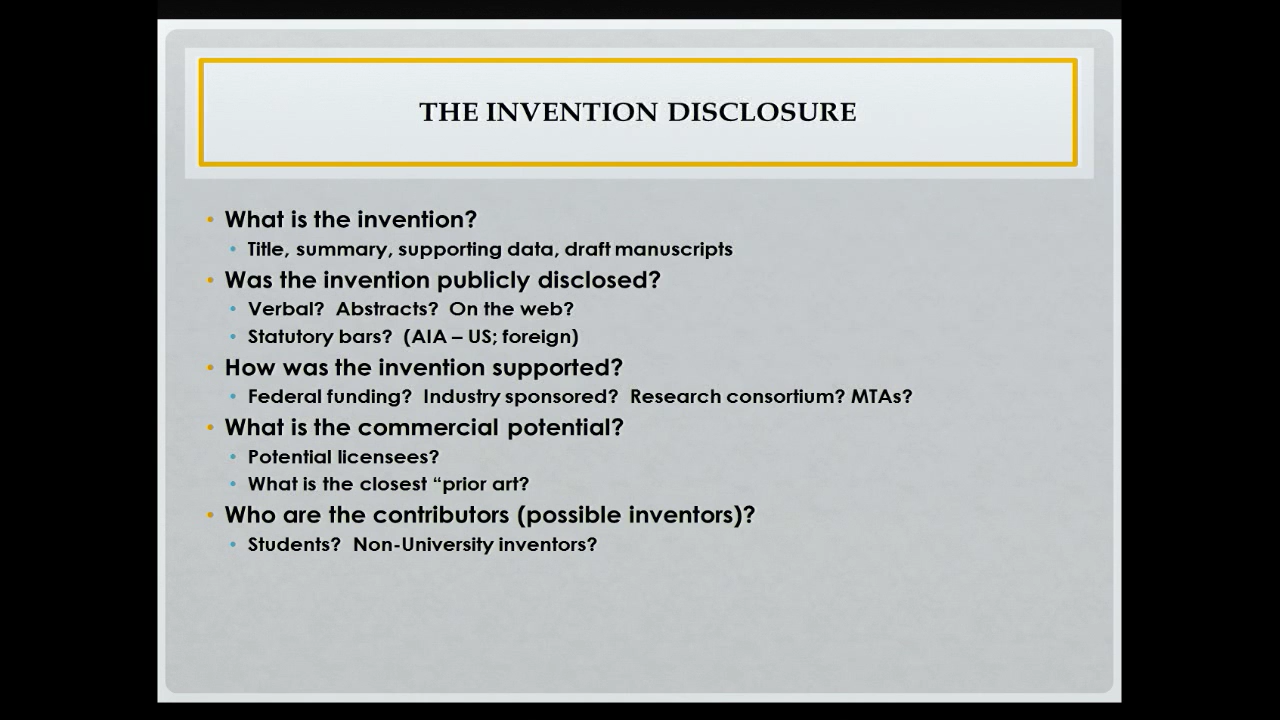 THE INVENTION DISCLOSURE
• What is the invention?
• Title, summary, supporting data, draft manuscripts
• Was the invention publicly disclosed?
• Verbal?  Abstracts?  On the web?
• Statutory bars?  (AIA – US; foreign)
• How was the invention supported?
• Federal funding?  Industry sponsored?  Research consortium? MTAs?
• What is the commercial potential?
• Potential licensees?
• What is the closest “prior art?
• Who are the contributors (possible inventors)?
• Students?  Non-University inventors?